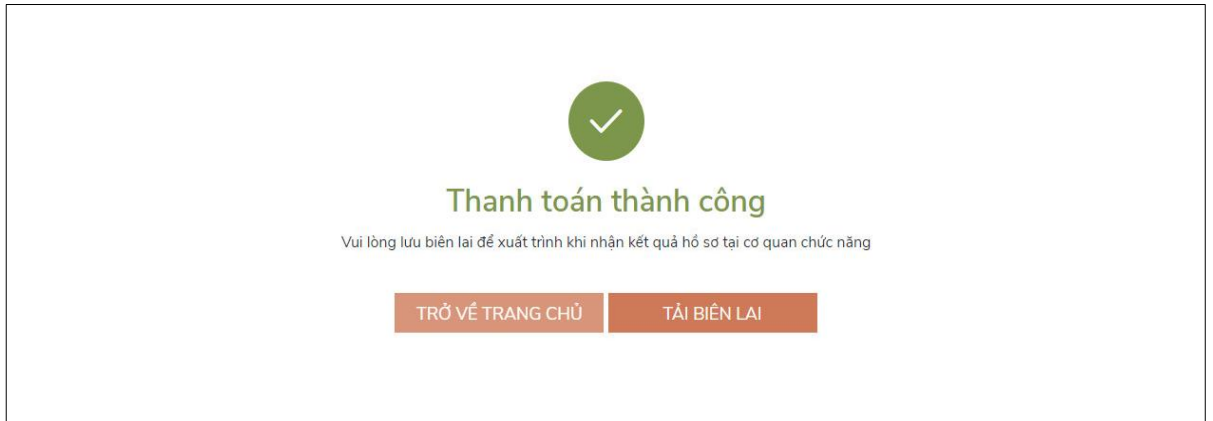 Thanh toán thành công
Vui lòng lưu biên lai để xuất trình khi nhận kết quả hồ sơ tại cơ quan chức năng
TRỞ VỀ TRANG CHỦ
TẢI BIÊN LAI